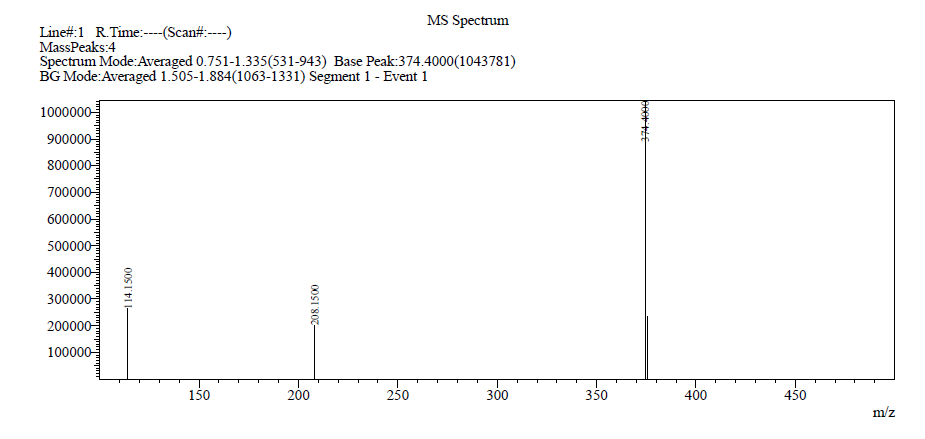 MS Spectrum
Line#:1 R.Time:----(Scan#:----)
MassPeaks:4
Spectrum Mode:Averaged 0.751-1.335(531-943) Base Peak:374.4000(1043781)
BG Mode:Averaged 1.505-1.884(1063-1331) Segment 1 - Event 1
1000000
900000
800000
700000
600000
500000
400000
300000
200000
100000
114.1500
208.1500
374.4000
150 200 250 300 350 400 450
m/z